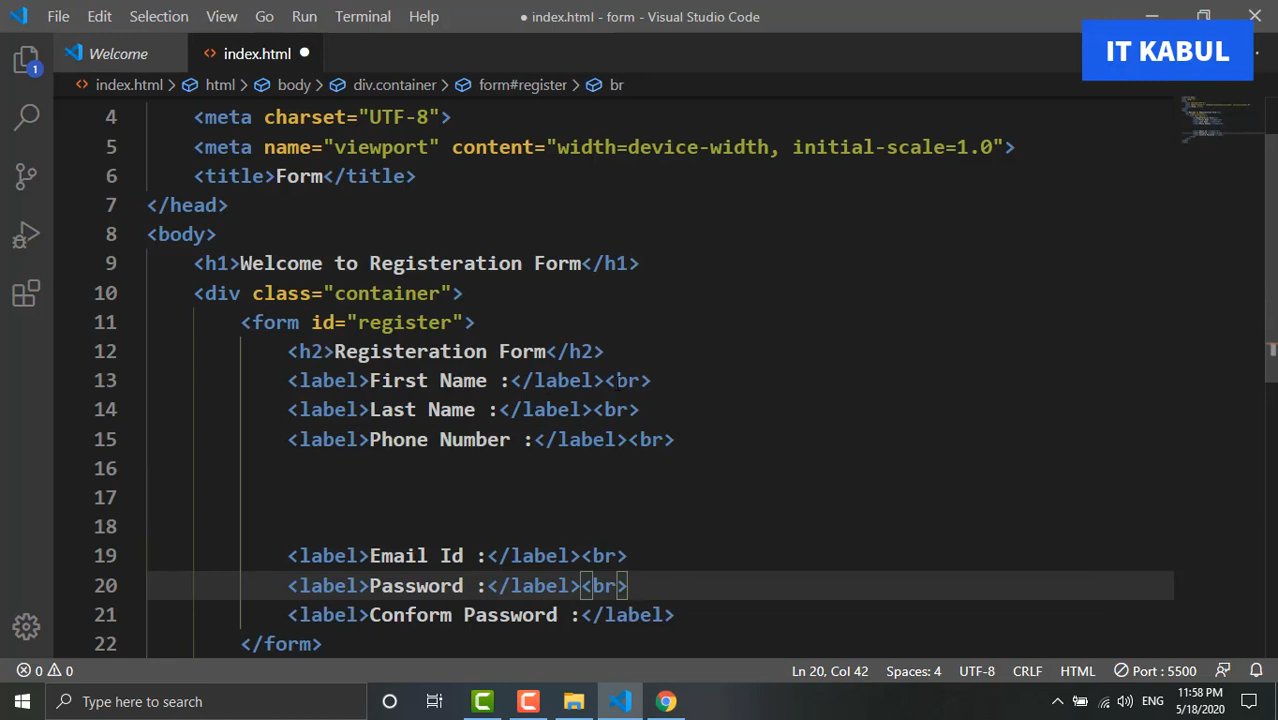 File Edit Selection View Go Run Terminal Help ● index.html - form - Visual Studio Code
IT KABUL
Welcome <> index.html ●
1
<> index.html > html > body > div.container > form#register > br
4 <meta charset="UTF-8">
5 <meta name="viewport" content="width=device-width, initial-scale=1.0">
6 <title>Form</title>
7 </head>
8 <body>
9 <h1>Welcome to Registeration Form</h1>
10 <div class="container">
11 <form id="register">
12 <h2>Registeration Form</h2>
13 <label>First Name :</label><br>
14 <label>Last Name :</label><br>
15 <label>Phone Number :</label><br>
16
17
18
19 <label>Email Id :</label><br>
20 <label>Password :</label><br>
21 <label>Conform Password :</label>
22 </form>
0 0 Ln 20, Col 42 Spaces: 4 UTF-8 CRLF HTML Port : 5500
Type here to search ENG 11:58 PM
5/18/2020